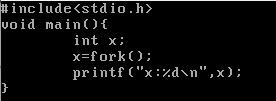 #include<stdio.h>
void main(){
        int x;
        x=fork();
        printf("x:%d\n",x);
}